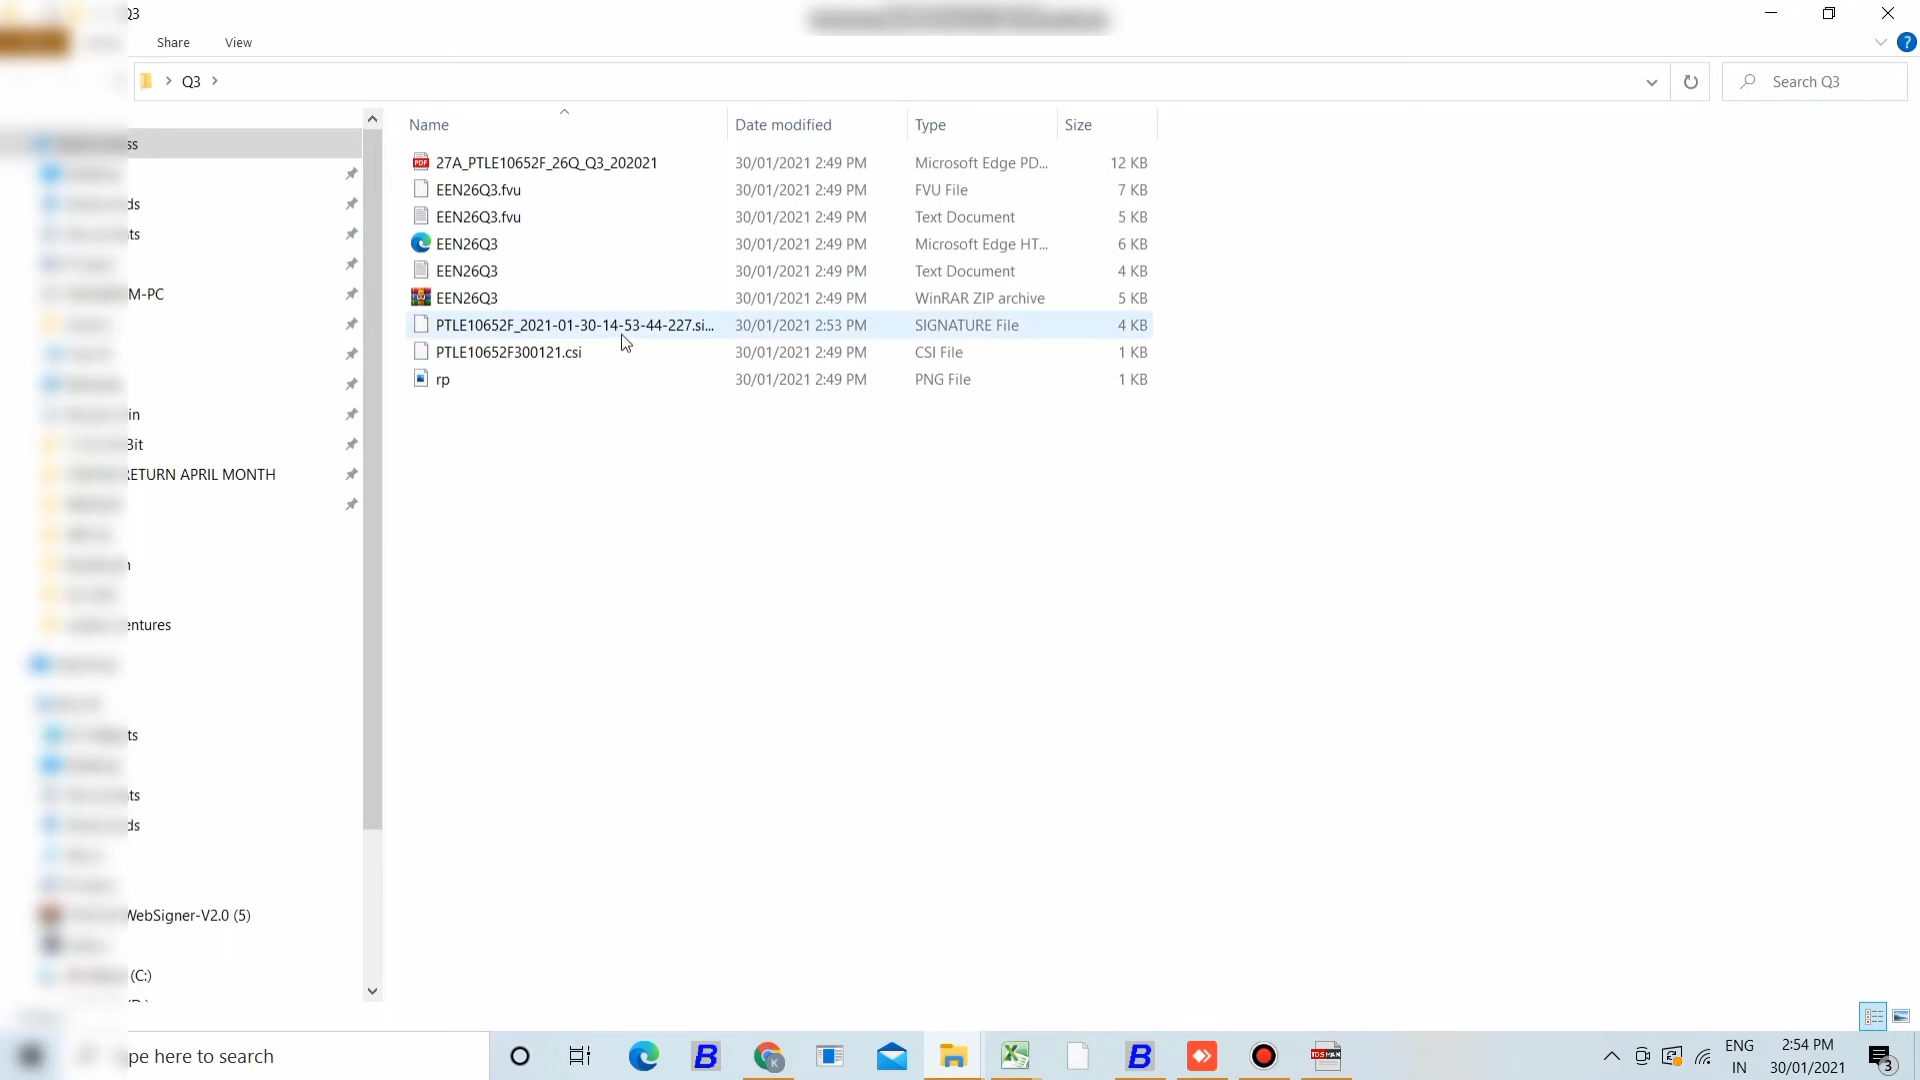 Q3
Share View
Q3
Search Q3
Name Date modified Type Size
27A_PTLE10652F_26Q_Q3_202021 30/01/2021 2:49 PM Microsoft Edge PD... 12 KB
EEN26Q3.fvu 30/01/2021 2:49 PM FVU File 7 KB
EEN26Q3.fvu 30/01/2021 2:49 PM Text Document 5 KB
EEN26Q3 30/01/2021 2:49 PM Microsoft Edge HT... 6 KB
EEN26Q3 30/01/2021 2:49 PM Text Document 4 KB
EEN26Q3 30/01/2021 2:49 PM WinRAR ZIP archive 5 KB
PTLE10652F_2021-01-30-14-53-44-227.si... 30/01/2021 2:53 PM SIGNATURE File 4 KB
PTLE10652F300121.csi 30/01/2021 2:49 PM CSI File 1 KB
rp 30/01/2021 2:49 PM PNG File 1 KB
ss
ds
ts
M-PC
in
Bit
RETURN APRIL MONTH
entures
ts
ts
ds
WebSigner-V2.0 (5)
(C:)
pe here to search
B
K
B
TDSMAN
ENG
IN
2:54 PM
30/01/2021
3